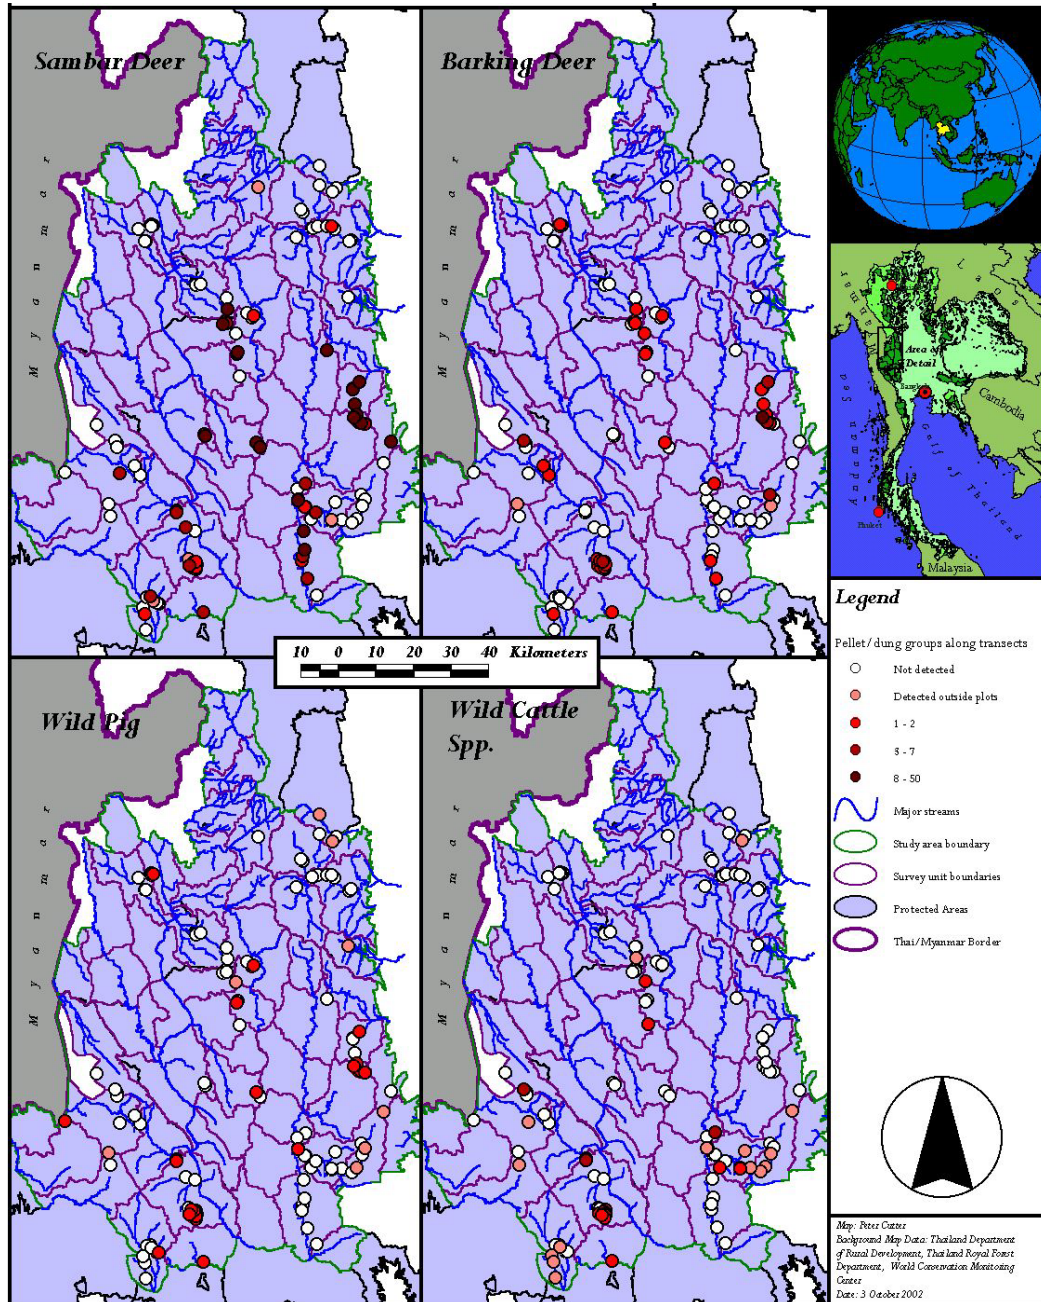 Sambar Deer
Barking Deer
Myanmar
Myanmar
Laos
Myanmar
Area of
Detail
Bangkok
Cambodia
Andaman Sea
Gulf of Thailand
Phuket
Malaysia
10 0 10 20 30 40 Kilometers
Wild Pig
Wild Cattle
Spp.
Legend
Pellet/dung groups along transects
Not detected
Detected outside plots
1 - 2
3 - 7
8 - 50
Major streams
Study area boundary
Survey unit boundaries
Protected Areas
Thai/Myanmar Border
Map: Peter Cutter
Background Map Data: Thailand Department
of Rural Development, Thailand Royal Forest
Department, World Conservation Monitoring
Center
Date: 3 October 2002